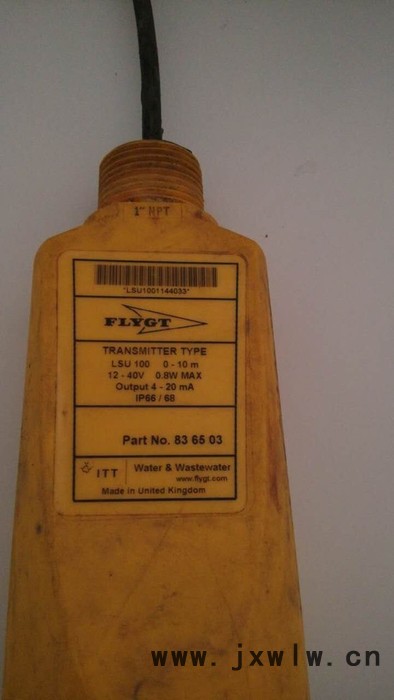 1" NPT
*LSU1001144033*
FLYGT
TRANSMITTER TYPE
LSU 100 0 - 10 m
12 - 40V 0.8W MAX
Output 4 - 20 mA
IP66 / 68
Part No. 83 65 03
ITT Water & Wastewater
www.flygt.com
Made in United Kingdom
www.jxwlw.cn